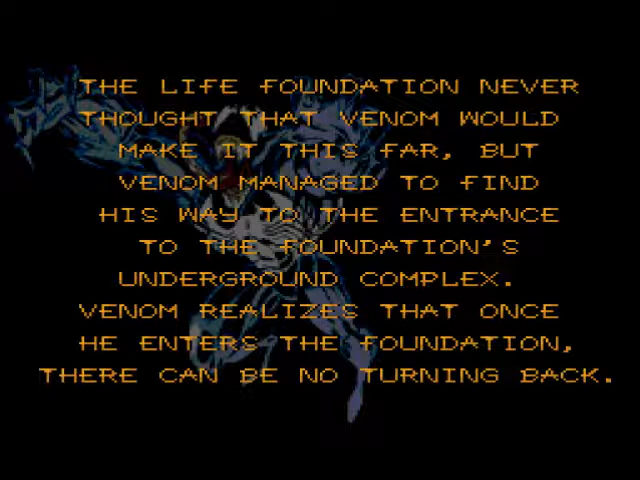 THE LIFE FOUNDATION NEVER
THOUGHT THAT VENOM WOULD
MAKE IT THIS FAR, BUT
VENOM MANAGED TO FIND
HIS WAY TO THE ENTRANCE
TO THE FOUNDATION'S
UNDERGROUND COMPLEX.
VENOM REALIZES THAT ONCE
HE ENTERS THE FOUNDATION,
THERE CAN BE NO TURNING BACK.